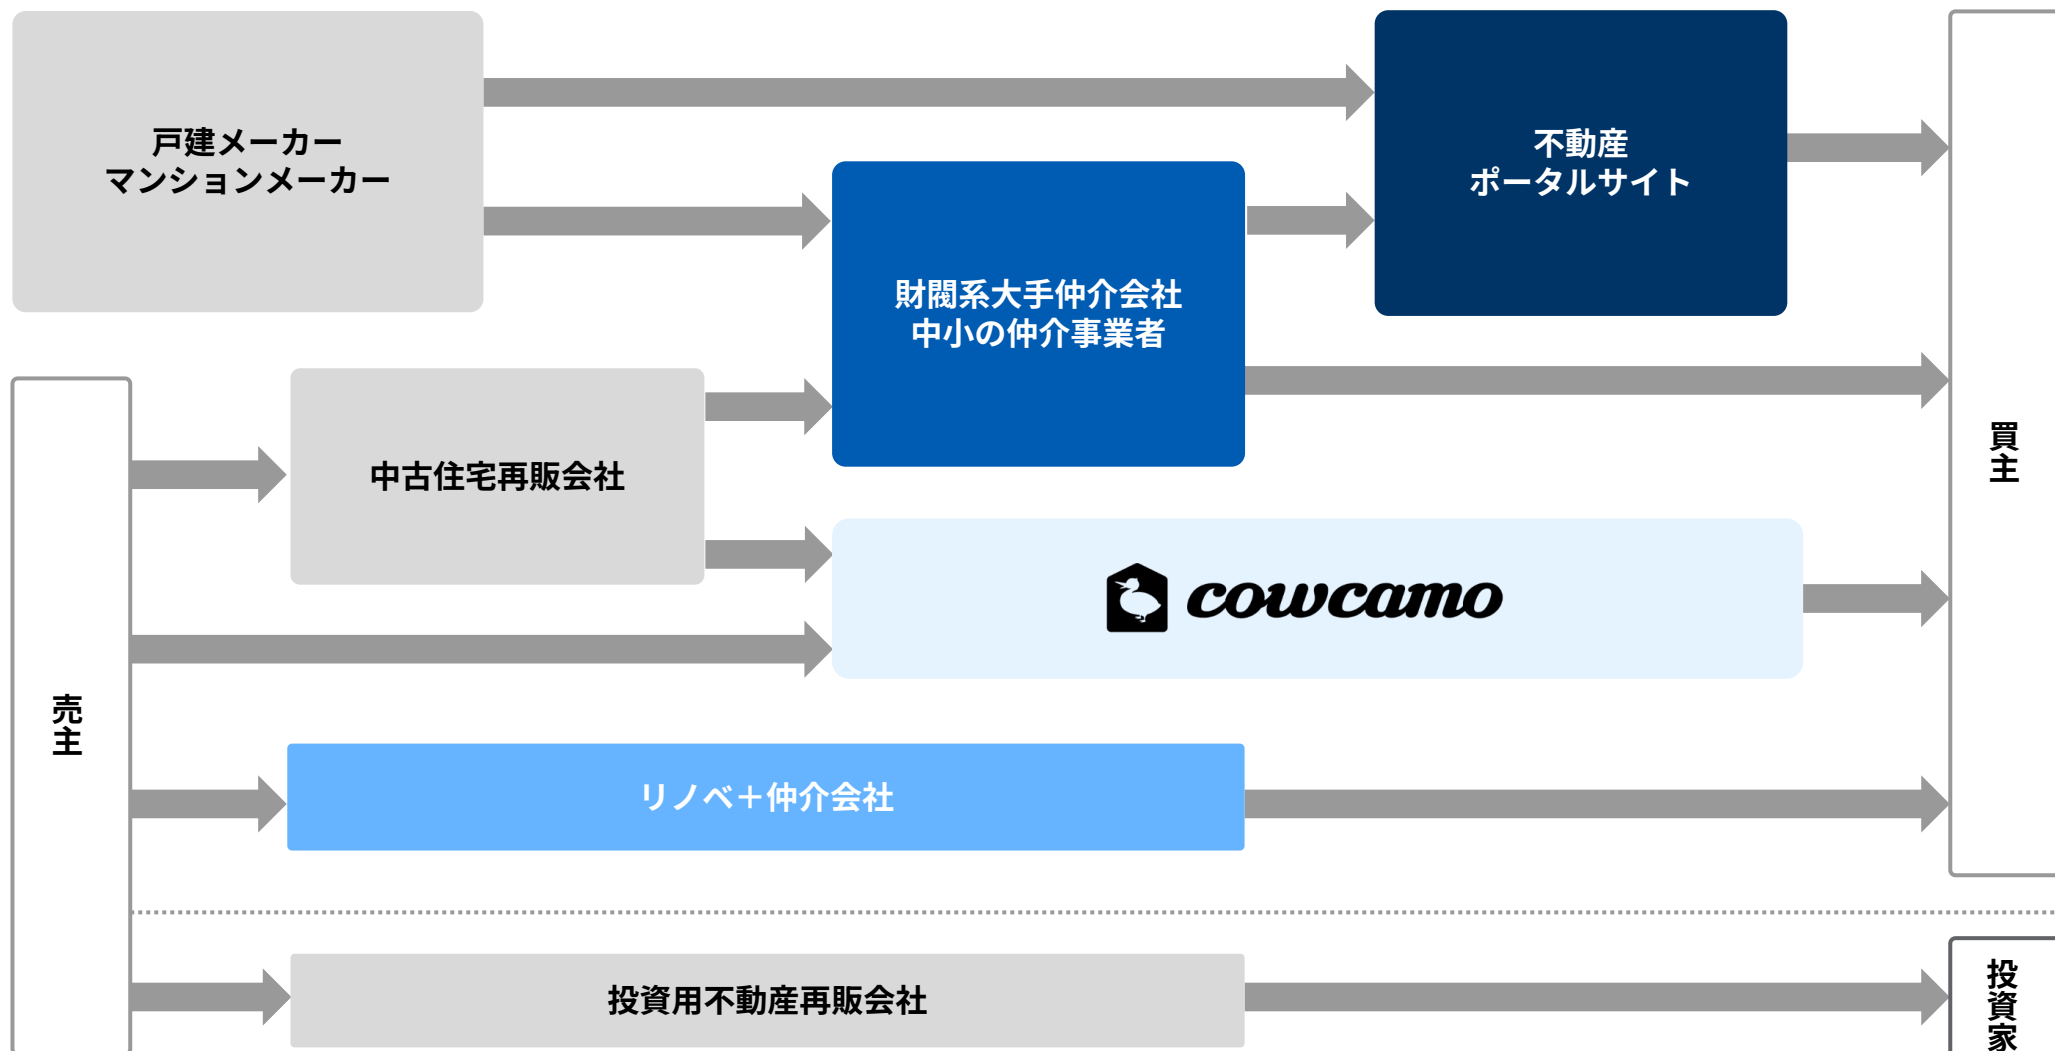 戸建メーカー
マンションメーカー
不動産
ポータルサイト
財閥系大手仲介会社
中小の仲介事業者
買主
中古住宅再販会社
cowcamo
売主
リノベ＋仲介会社
投資用不動産再販会社
投資家